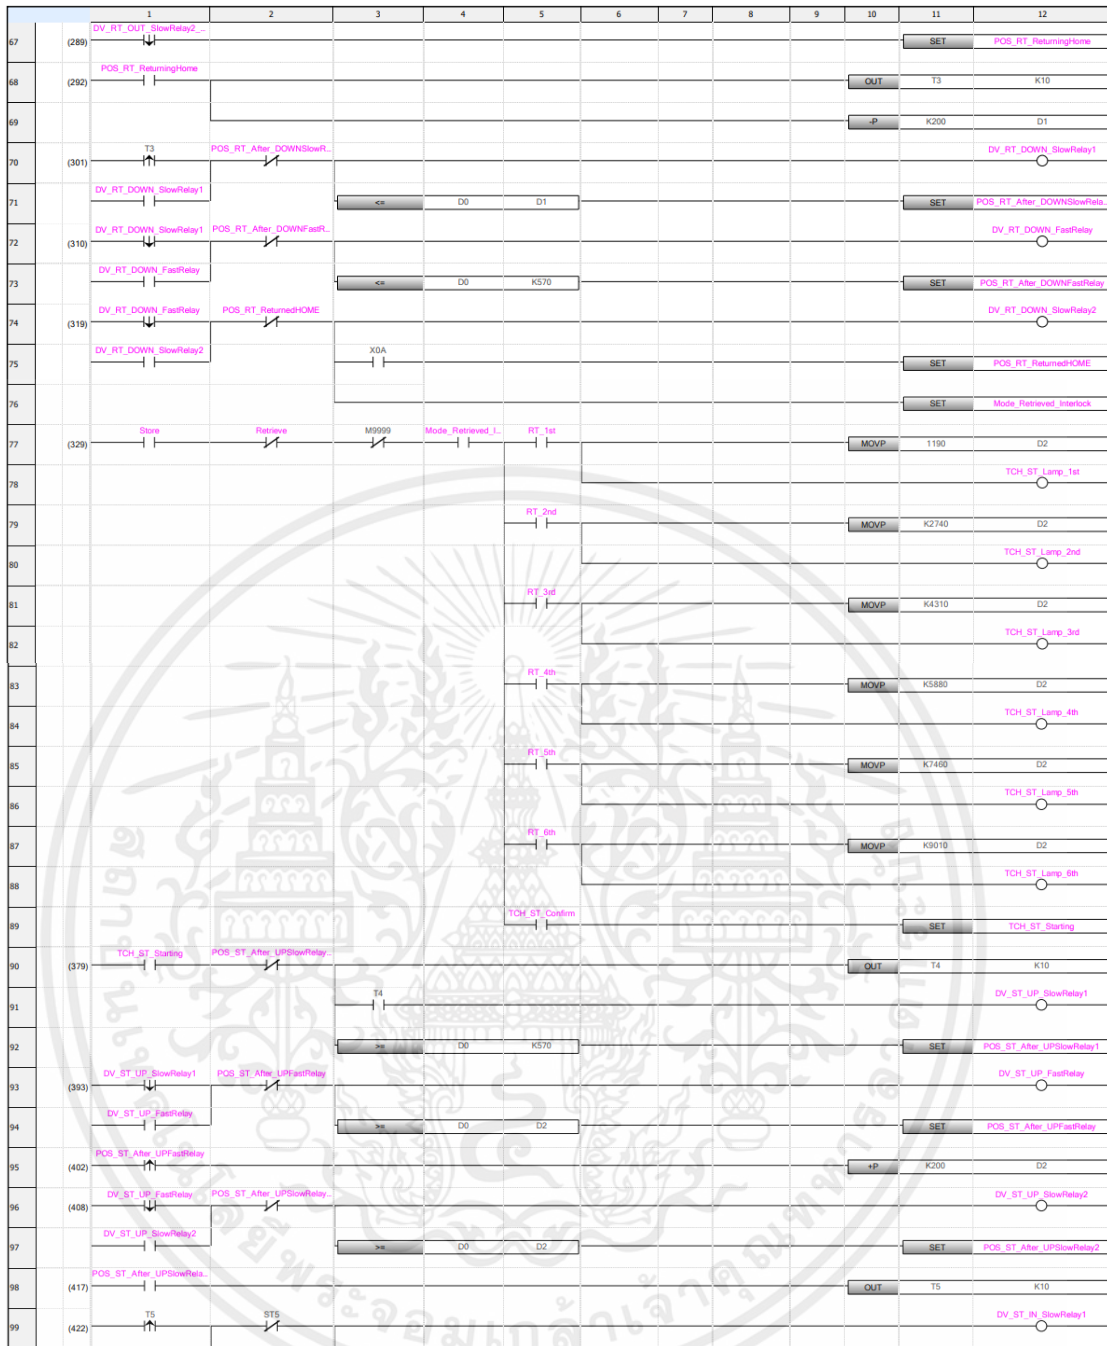 1 2 3 4 5 6 7 8 9 10 11 12
DV_RT_OUT_SlowRelay2_...
67 (289) SET POS_RT_ReturningHome
POS_RT_ReturningHome
68 (292) OUT T3 K10
69 -P K200 D1
T3 POS_RT_After_DOWNSlowR... DV_RT_DOWN_SlowRelay1
70 (301)
DV_RT_DOWN_SlowRelay1
71 <= D0 D1 SET POS_RT_After_DOWNSlowRela...
DV_RT_DOWN_SlowRelay1 POS_RT_After_DOWNFastR... DV_RT_DOWN_FastRelay
72 (310)
DV_RT_DOWN_FastRelay
73 <= D0 K570 SET POS_RT_After_DOWNFastRelay
DV_RT_DOWN_FastRelay POS_RT_ReturnedHOME DV_RT_DOWN_SlowRelay2
74 (319)
DV_RT_DOWN_SlowRelay2 X0A
75 SET POS_RT_ReturnedHOME
76 SET Mode_Retrieved_Interlock
Store Retrieve M9999 Mode_Retrieved_I... RT_1st
77 (329) MOVP 1190 D2
TCH_ST_Lamp_1st
78
RT_2nd
79 MOVP K2740 D2
TCH_ST_Lamp_2nd
80
RT_3rd
81 MOVP K4310 D2
TCH_ST_Lamp_3rd
82
RT_4th
83 MOVP K5880 D2
TCH_ST_Lamp_4th
84
RT_5th
85 MOVP K7460 D2
TCH_ST_Lamp_5th
86
RT_6th
87 MOVP K9010 D2
TCH_ST_Lamp_6th
88
TCH_ST_Confirm
89 SET TCH_ST_Starting
TCH_ST_Starting POS_ST_After_UPSlowRelay...
90 (379) OUT T4 K10
T4 DV_ST_UP_SlowRelay1
91
92 >= D0 K570 SET POS_ST_After_UPSlowRelay1
DV_ST_UP_SlowRelay1 POS_ST_After_UPFastRelay DV_ST_UP_FastRelay
93 (393)
DV_ST_UP_FastRelay
94 >= D0 D2 SET POS_ST_After_UPFastRelay
POS_ST_After_UPFastRelay
95 (402) +P K200 D2
DV_ST_UP_FastRelay POS_ST_After_UPSlowRelay... DV_ST_UP_SlowRelay2
96 (408)
DV_ST_UP_SlowRelay2
97 >= D0 D2 SET POS_ST_After_UPSlowRelay2
POS_ST_After_UPSlowRela...
98 (417) OUT T5 K10
T5 ST5 DV_ST_IN_SlowRelay1
99 (422)